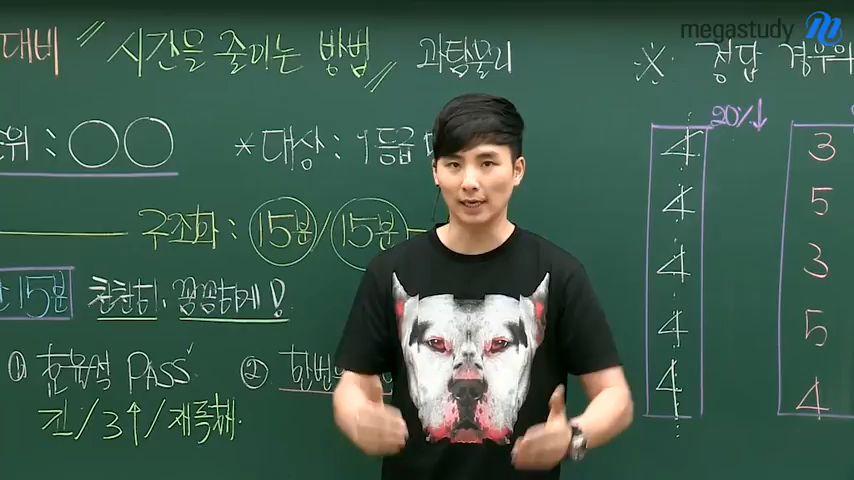 megastudy
대비 〃시간을 줄이는 방법〃 과탐물리
※ 정답 경우의
위 : ○○ *대상 : 1등급
20%↓
구조화 : 15분 / 15분
15분 천천히, 꼼꼼하게!
① 효율적 PASS ② 한번
긴 / 3↑ / 재독해.
4 3
4 5
4 3
4 5
4 4